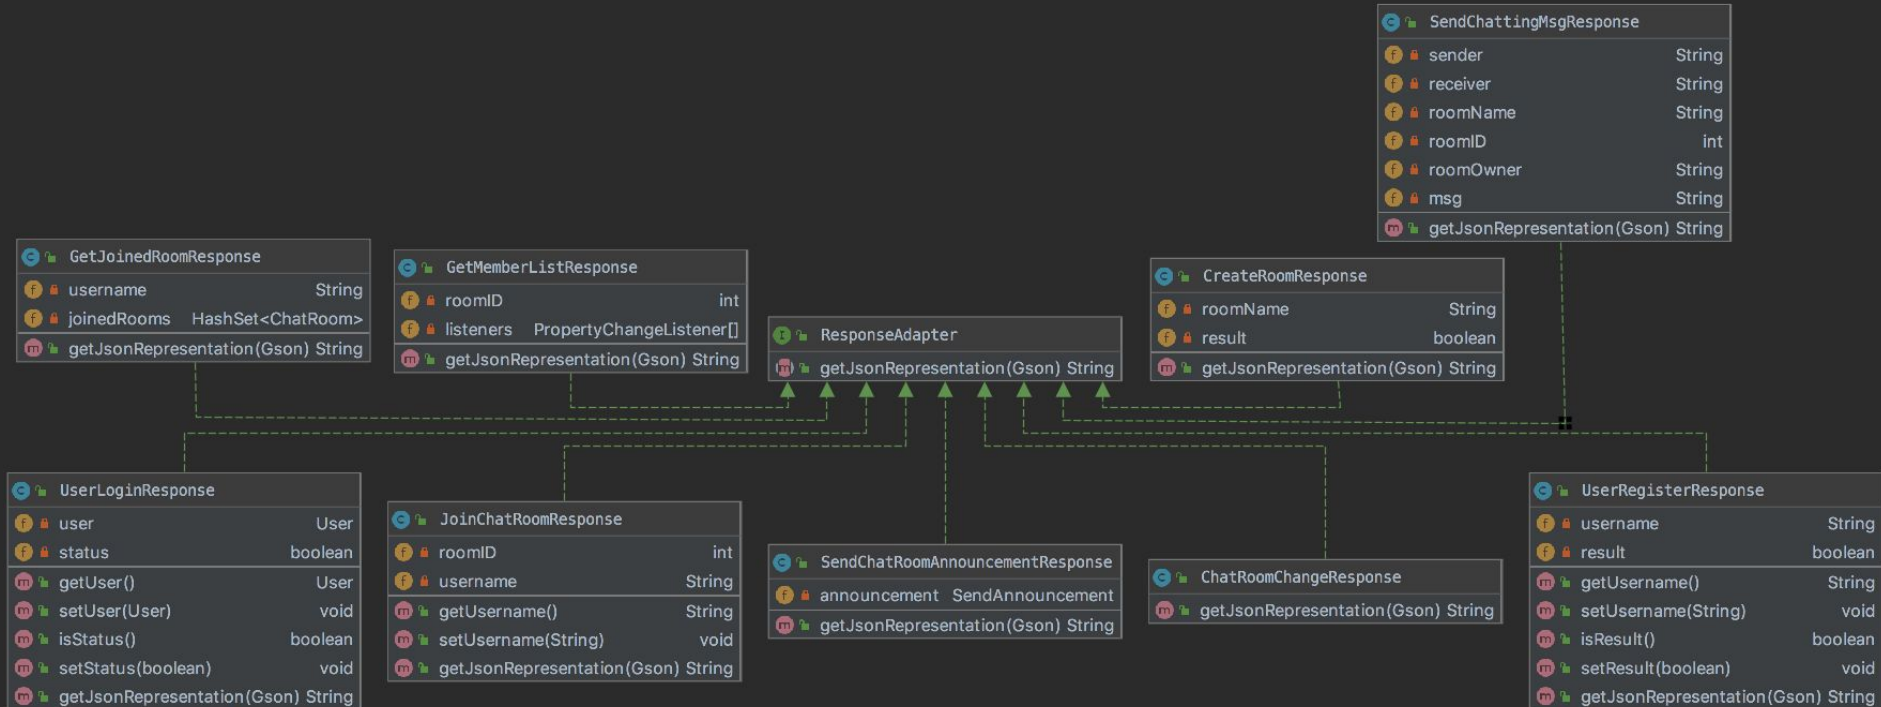 SendChattingMsgResponse
sender String
receiver String
roomName String
roomID int
roomOwner String
msg String
getJsonRepresentation(Gson) String
GetJoinedRoomResponse
username String
joinedRooms HashSet<ChatRoom>
getJsonRepresentation(Gson) String
GetMemberListResponse
roomID int
listeners PropertyChangeListener[]
getJsonRepresentation(Gson) String
ResponseAdapter
getJsonRepresentation(Gson) String
CreateRoomResponse
roomName String
result boolean
getJsonRepresentation(Gson) String
UserLoginResponse
user User
status boolean
getUser() User
setUser(User) void
isStatus() boolean
setStatus(boolean) void
getJsonRepresentation(Gson) String
JoinChatRoomResponse
roomID int
username String
getUsername() String
setUsername(String) void
getJsonRepresentation(Gson) String
SendChatRoomAnnouncementResponse
announcement SendAnnouncement
getJsonRepresentation(Gson) String
ChatRoomChangeResponse
getJsonRepresentation(Gson) String
UserRegisterResponse
username String
result boolean
getUsername() String
setUsername(String) void
isResult() boolean
setResult(boolean) void
getJsonRepresentation(Gson) String